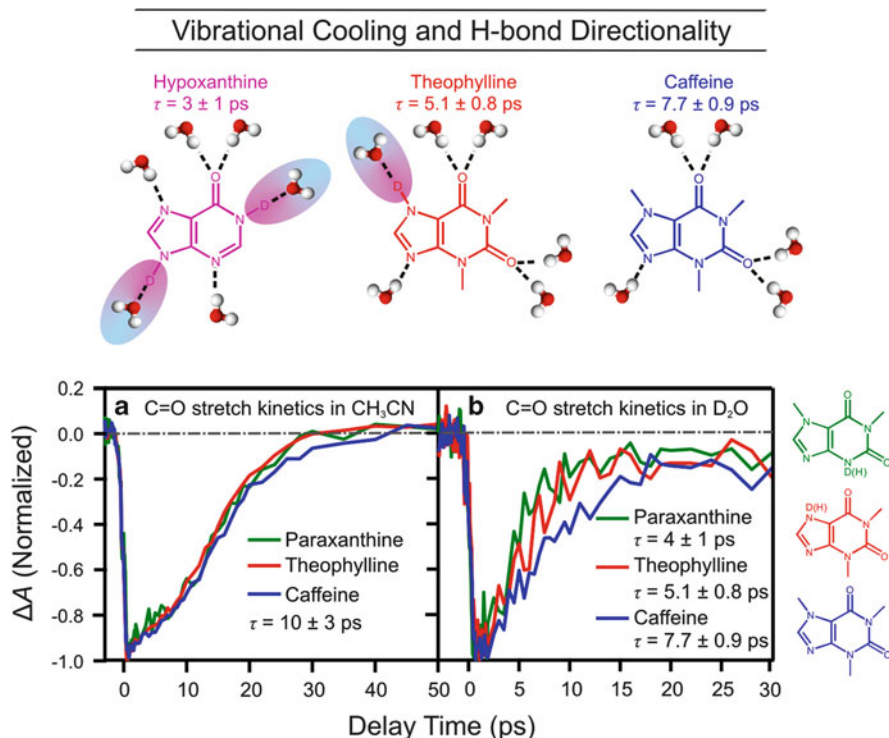 Vibrational Cooling and H-bond Directionality
Hypoxanthine
τ = 3 ± 1 ps
Theophylline
τ = 5.1 ± 0.8 ps
Caffeine
τ = 7.7 ± 0.9 ps
O
N
N
D
N
N
D
D
O
N
N
N
N
O
O
N
N
N
N
O
a C=O stretch kinetics in CH₃CN
Paraxanthine
Theophylline
Caffeine
τ = 10 ± 3 ps
b C=O stretch kinetics in D₂O
Paraxanthine
τ = 4 ± 1 ps
Theophylline
τ = 5.1 ± 0.8 ps
Caffeine
τ = 7.7 ± 0.9 ps
ΔA (Normalized)
0.2
0.0
-0.2
-0.4
-0.6
-0.8
-1.0
0 10 20 30 40 50 0 5 10 15 20 25 30
Delay Time (ps)
O
N
N
N
N
O
D(H)
D(H)
O
N
N
N
N
O
O
N
N
N
N
O